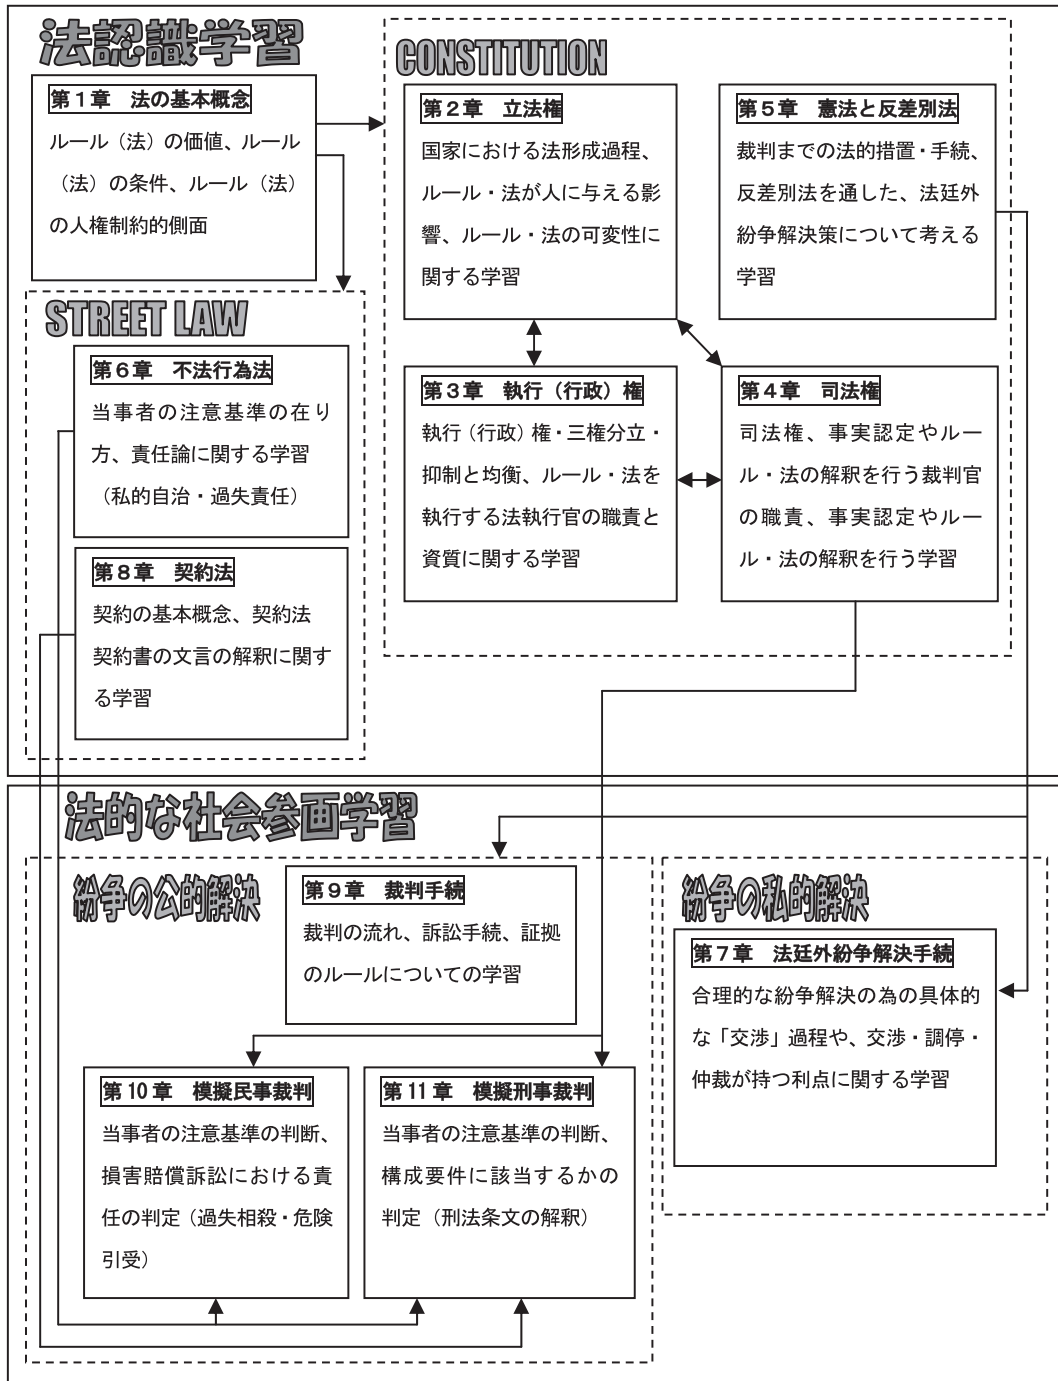 法認識学習
第1章　法の基本概念
ルール（法）の価値、ルール
（法）の条件、ルール（法）
の人権制約的側面
CONSTITUTION
第2章　立法権
国家における法形成過程、
ルール・法が人に与える影
響、ルール・法の可変性に
関する学習
第5章　憲法と反差別法
裁判までの法的措置・手続、
反差別法を通した、法廷外
紛争解決策について考える
学習
第3章　執行（行政）権
執行（行政）権・三権分立・
抑制と均衡、ルール・法を
執行する法執行官の職責と
資質に関する学習
第4章　司法権
司法権、事実認定やルー
ル・法の解釈を行う裁判官
の職責、事実認定やルー
ル・法の解釈を行う学習
STREET LAW
第6章　不法行為法
当事者の注意基準の在り
方、責任論に関する学習
（私的自治・過失責任）
第8章　契約法
契約の基本概念、契約法
契約書の文言の解釈に関す
る学習
法的な社会参画学習
紛争の公的解決
第9章　裁判手続
裁判の流れ、訴訟手続、証拠
のルールについての学習
第10章　模擬民事裁判
当事者の注意基準の判断、
損害賠償訴訟における責
任の判定（過失相殺・危険
引受）
第11章　模擬刑事裁判
当事者の注意基準の判断、
構成要件に該当するかの
判定（刑法条文の解釈）
紛争の私的解決
第7章　法廷外紛争解決手続
合理的な紛争解決の為の具体的
な「交渉」過程や、交渉・調停・
仲裁が持つ利点に関する学習